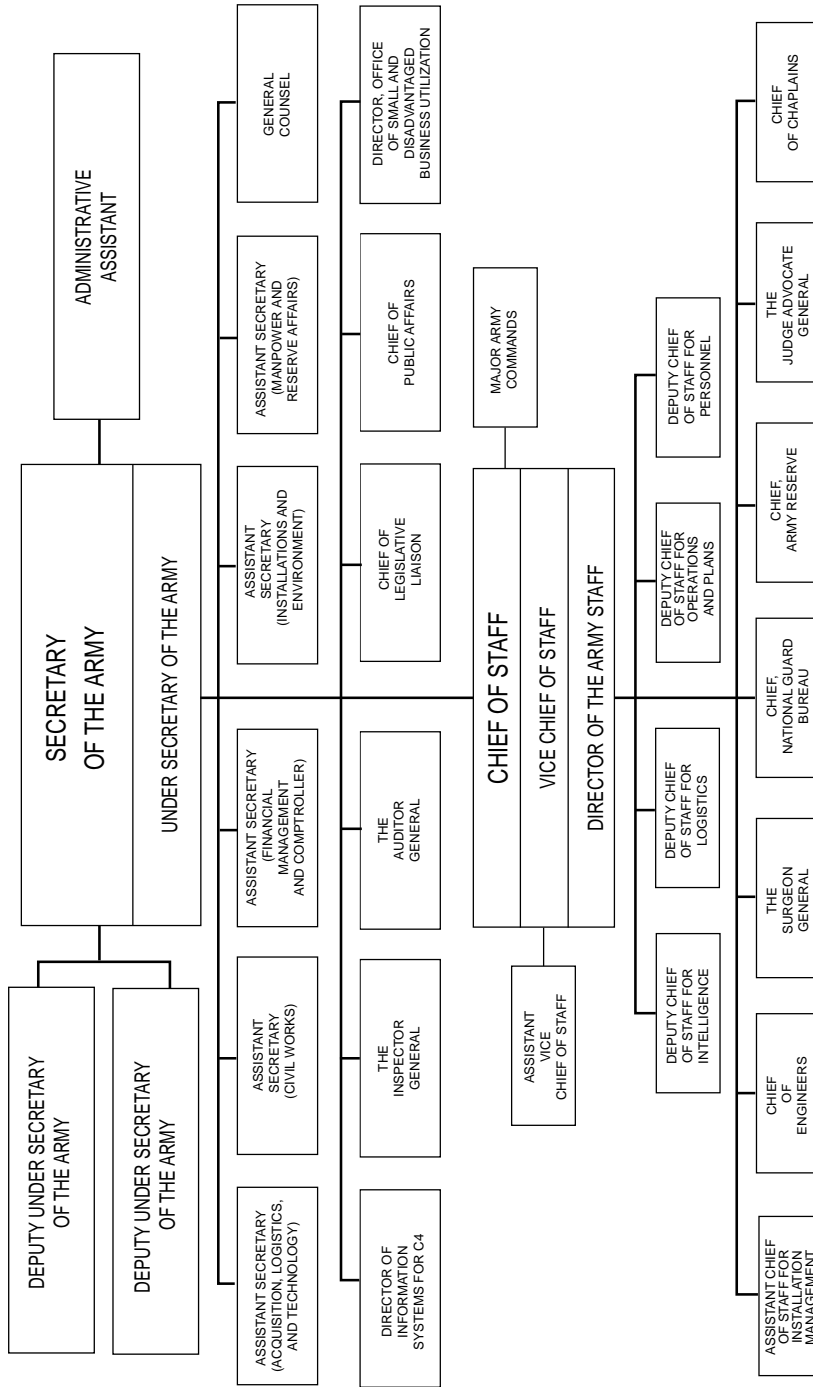 DEPUTY UNDER SECRETARY
OF THE ARMY
DEPUTY UNDER SECRETARY
OF THE ARMY
SECRETARY
OF THE ARMY
UNDER SECRETARY OF THE ARMY
ADMINISTRATIVE
ASSISTANT
ASSISTANT SECRETARY
(ACQUISITION, LOGISTICS,
AND TECHNOLOGY)
ASSISTANT
SECRETARY
(CIVIL WORKS)
ASSISTANT SECRETARY
(FINANCIAL
MANAGEMENT
AND COMPTROLLER)
ASSISTANT
SECRETARY
(INSTALLATIONS AND
ENVIRONMENT)
ASSISTANT SECRETARY
(MANPOWER AND
RESERVE AFFAIRS)
GENERAL
COUNSEL
DIRECTOR OF
INFORMATION
SYSTEMS FOR C4
THE
INSPECTOR
GENERAL
THE
AUDITOR
GENERAL
CHIEF OF
LEGISLATIVE
LIAISON
CHIEF OF
PUBLIC AFFAIRS
DIRECTOR, OFFICE
OF SMALL AND
DISADVANTAGED
BUSINESS UTILIZATION
CHIEF OF STAFF
VICE CHIEF OF STAFF
DIRECTOR OF THE ARMY STAFF
MAJOR ARMY
COMMANDS
ASSISTANT
VICE
CHIEF OF STAFF
DEPUTY CHIEF
OF STAFF FOR
INTELLIGENCE
DEPUTY CHIEF
OF STAFF FOR
LOGISTICS
DEPUTY CHIEF
OF STAFF FOR
OPERATIONS
AND PLANS
DEPUTY CHIEF
OF STAFF FOR
PERSONNEL
ASSISTANT CHIEF
OF STAFF FOR
INSTALLATION
MANAGEMENT
CHIEF
OF
ENGINEERS
THE
SURGEON
GENERAL
CHIEF,
NATIONAL GUARD
BUREAU
CHIEF,
ARMY RESERVE
THE
JUDGE ADVOCATE
GENERAL
CHIEF
OF CHAPLAINS